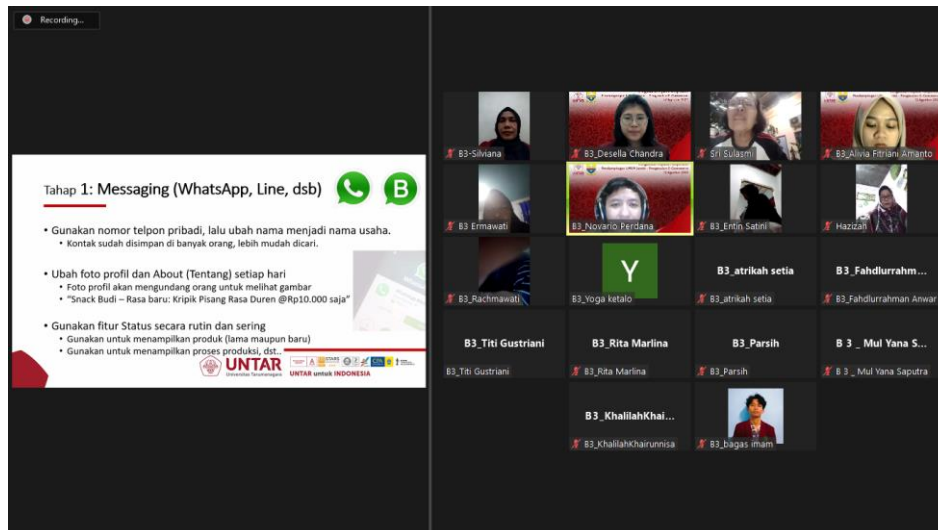 Recording...
Tahap 1: Messaging (WhatsApp, Line, dsb)
B
• Gunakan nomor telpon pribadi, lalu ubah nama menjadi nama usaha.
• Kontak sudah disimpan di banyak orang, lebih mudah dicari.
• Ubah foto profil dan About (Tentang) setiap hari
• Foto profil akan mengundang orang untuk melihat gambar
• “Snack Budi – Rasa baru: Kripik Pisang Rasa Duren @Rp10.000 saja”
• Gunakan fitur Status secara rutin dan sering
• Gunakan untuk menampilkan produk (lama maupun baru)
• Gunakan untuk menampilkan proses produksi, dst..
UNTAR
Universitas Tarumanagara
UNTAR untuk INDONESIA
B3-Silviana
B3_Desella Chandra
Sri Sulasmi
B3_Alivia Fitriani Amanto
B3 Ermawati
B3_Novario Perdana
B3_Entin Satini
Hazizah
B3_Rachmawati
Y
B3_Yoga ketalo
B3_atrikah setia
B3_atrikah setia
B3_Fahdlurrahm...
B3_Fahdlurrahman Anwar
B3_Titi Gustriani
B3_Titi Gustriani
B3_Rita Marlina
B3_Rita Marlina
B3_Parsih
B3_Parsih
B 3 _ Mul Yana S...
B 3 _ Mul Yana Saputra
B3_KhalilahKhai...
B3_KhalilahKhairunnisa
B3_bagas imam